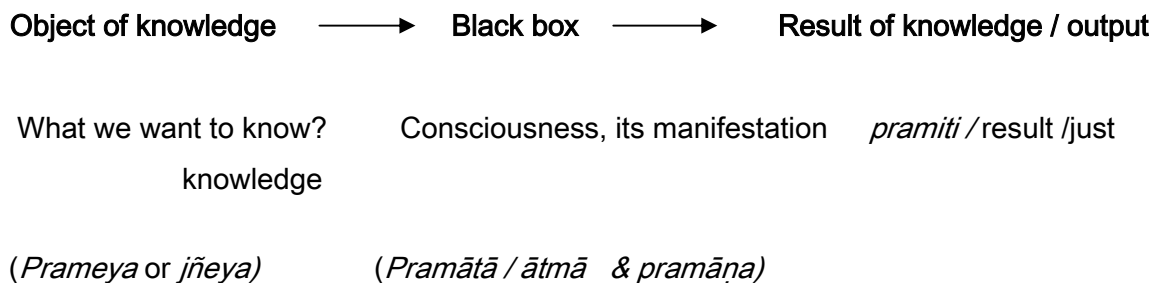 Object of knowledge Black box Result of knowledge / output
What we want to know? Consciousness, its manifestation pramiti / result /just
knowledge
(Prameya or jñeya) (Pramātā / ātmā & pramāṇa)